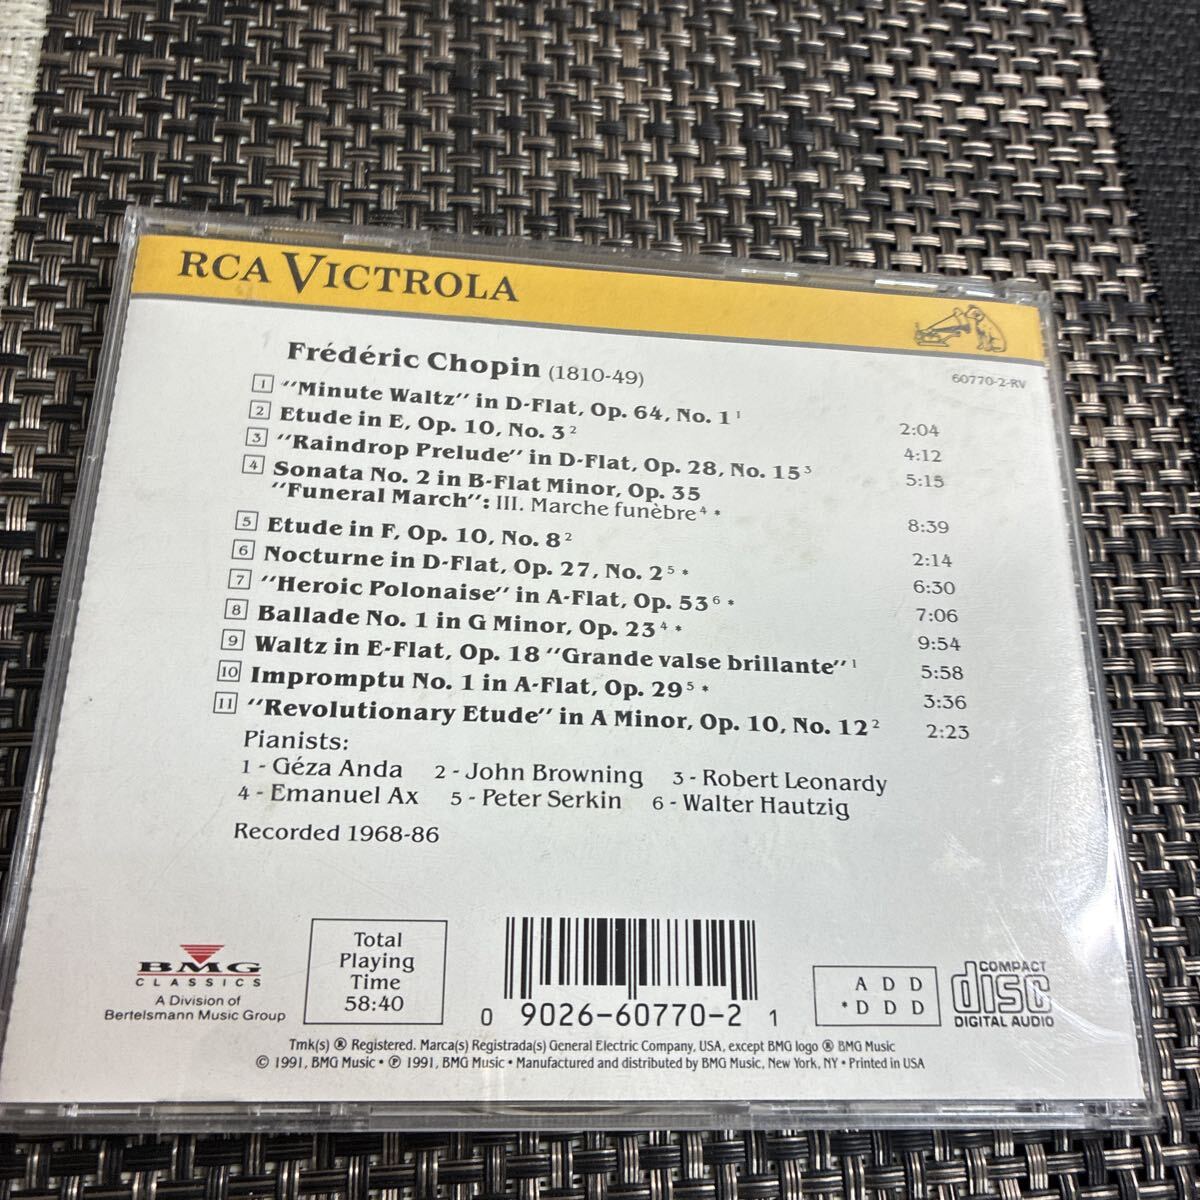 RCA VICTROLA
Frédéric Chopin (1810-49)
60770-2-RV
1 "Minute Waltz" in D-Flat, Op. 64, No. 1 ¹ 2:04
2 Etude in E, Op. 10, No. 3 ² 4:12
3 "Raindrop Prelude" in D-Flat, Op. 28, No. 15 ³ 5:15
4 Sonata No. 2 in B-Flat Minor, Op. 35
"Funeral March": III. Marche funèbre ⁴ * 8:39
5 Etude in F, Op. 10, No. 8 ² 2:14
6 Nocturne in D-Flat, Op. 27, No. 2 ⁵ * 6:30
7 "Heroic Polonaise" in A-Flat, Op. 53 ⁶ * 7:06
8 Ballade No. 1 in G Minor, Op. 23 ⁴ * 9:54
9 Waltz in E-Flat, Op. 18 "Grande valse brillante" ¹ 5:58
10 Impromptu No. 1 in A-Flat, Op. 29 ⁵ * 3:36
11 "Revolutionary Etude" in A Minor, Op. 10, No. 12 ² 2:23
Pianists:
1 - Géza Anda 2 - John Browning 3 - Robert Leonardy
4 - Emanuel Ax 5 - Peter Serkin 6 - Walter Hautzig
Recorded 1968-86
BMG
CLASSICS
A Division of
Bertelsmann Music Group
Total
Playing
Time
58:40
0 9026-60770-2 1
A D D
* D D D
COMPACT
disc
DIGITAL AUDIO
Tmk(s) ® Registered. Marca(s) Registrada(s) General Electric Company, USA, except BMG logo ® BMG Music
© 1991, BMG Music • ℗ 1991, BMG Music • Manufactured and distributed by BMG Music, New York, NY • Printed in USA